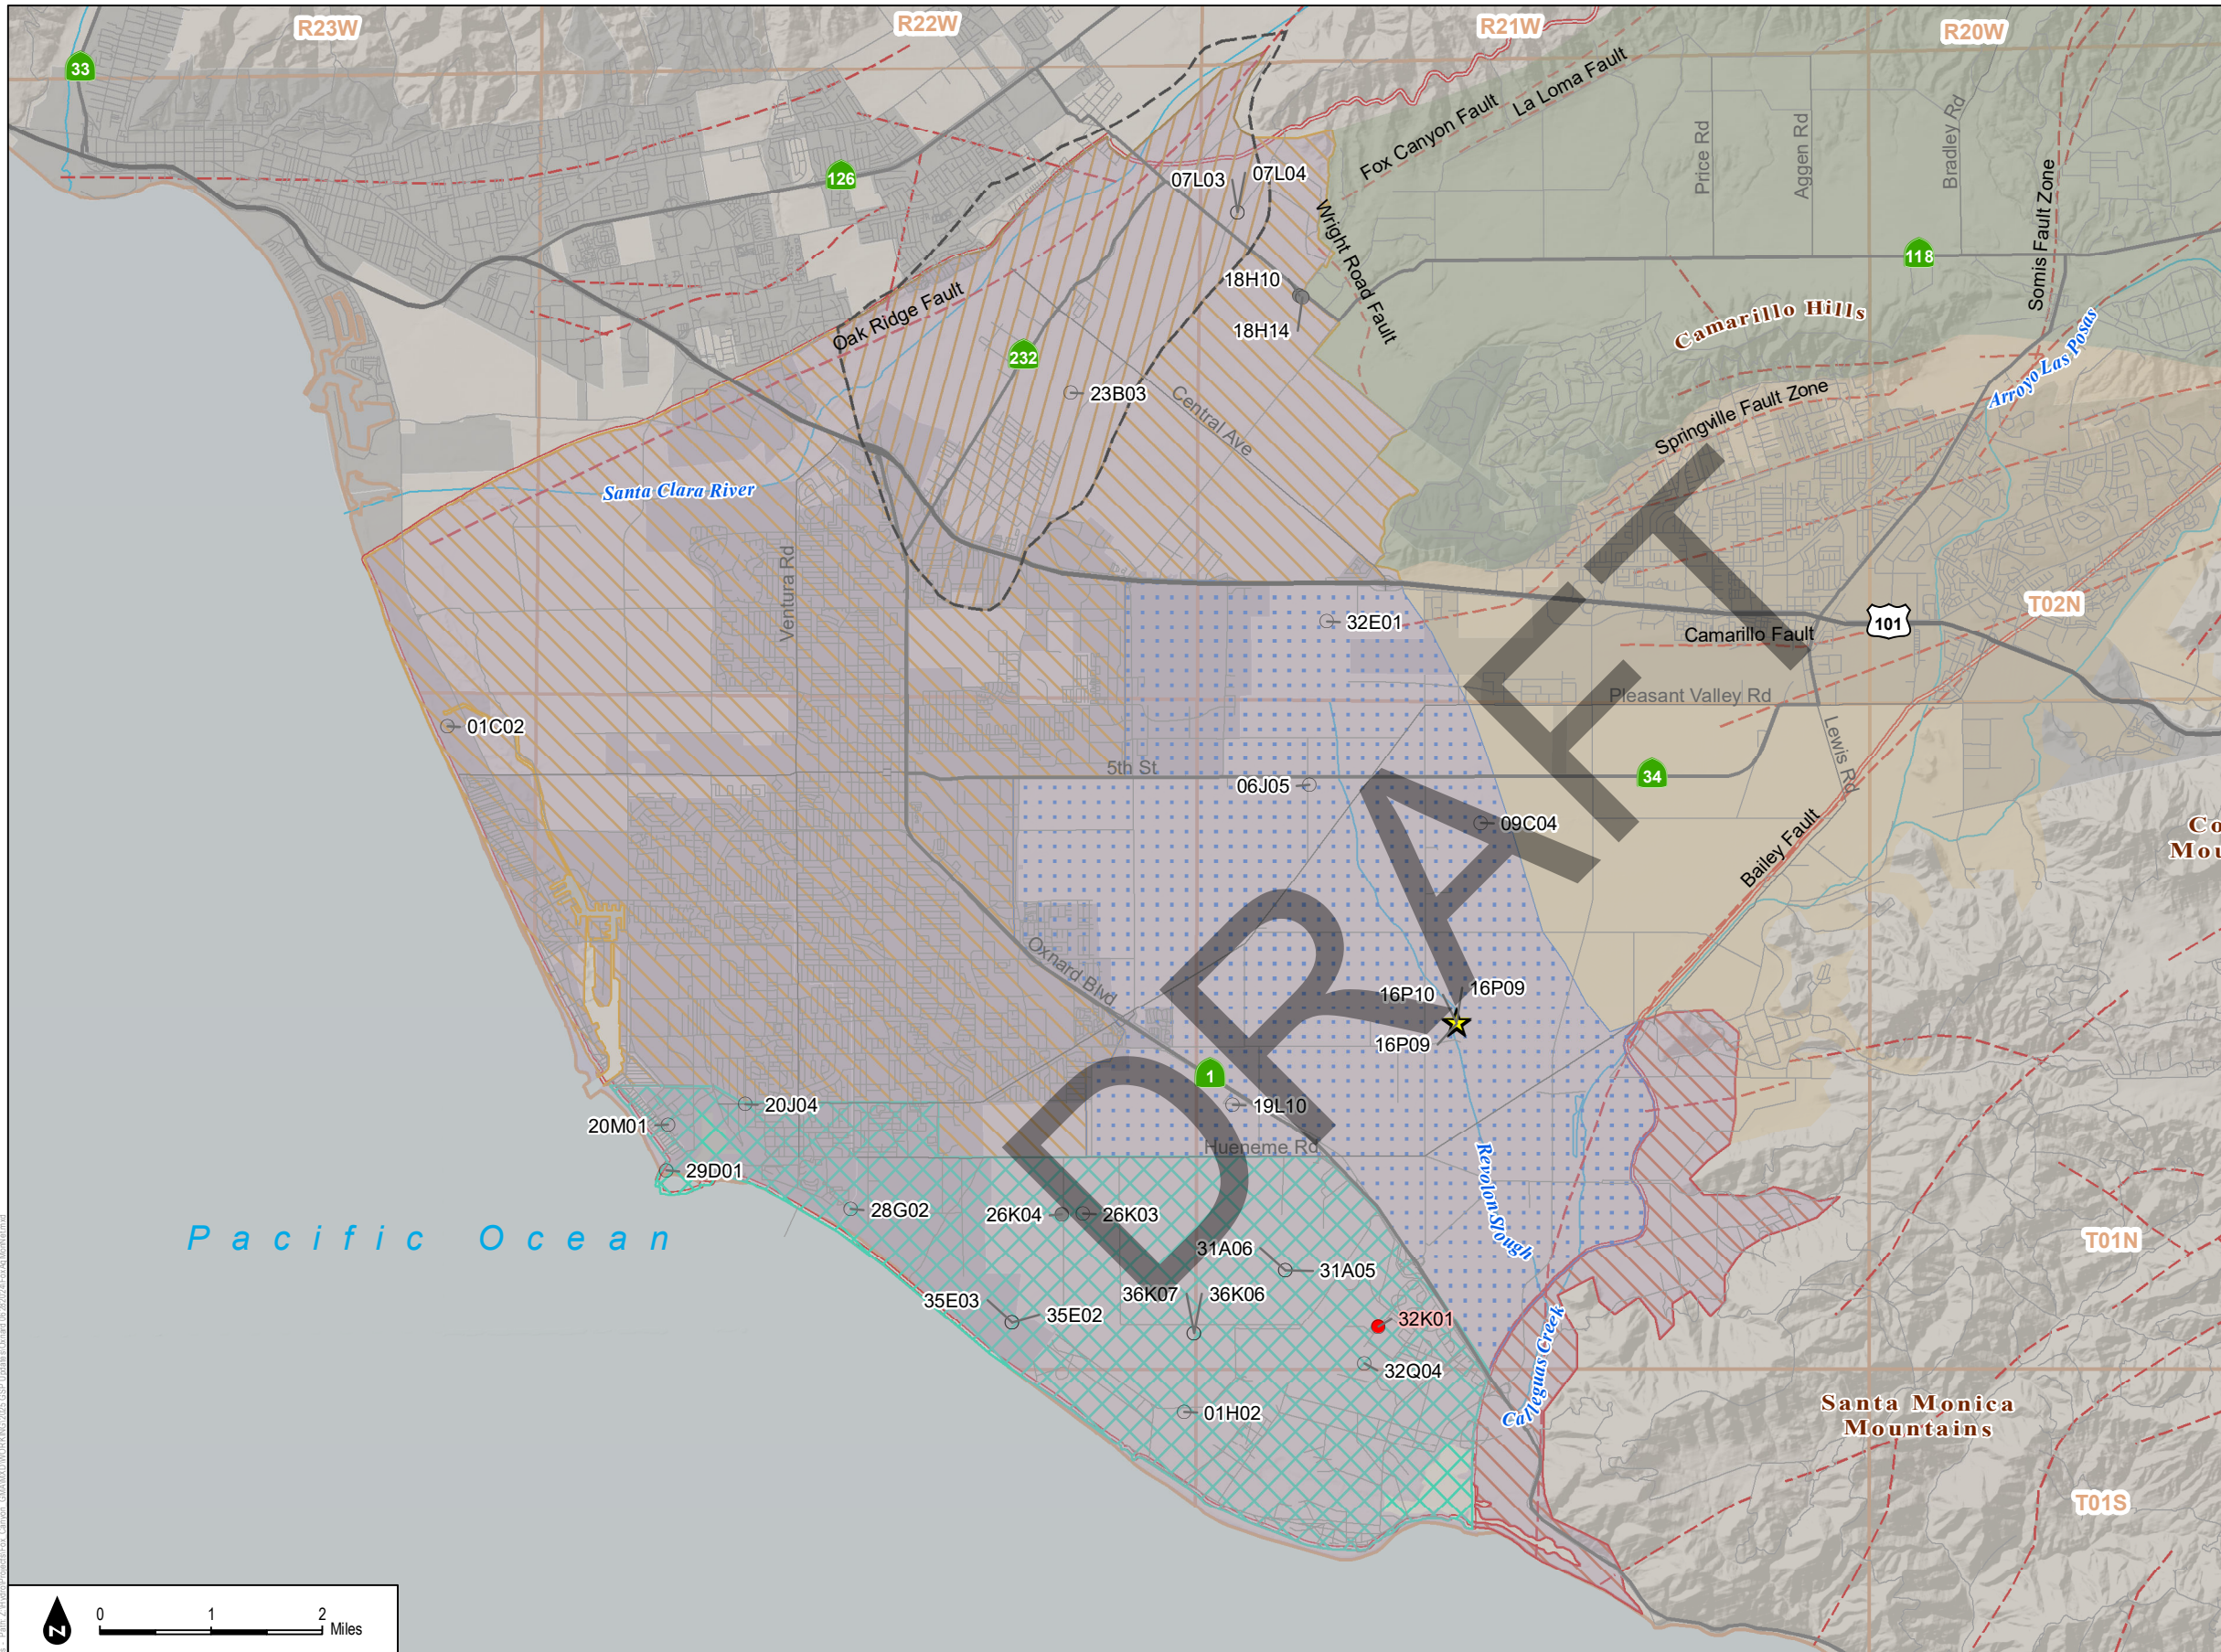 R23W
R22W
R21W
R20W
33
126
Fox Canyon Fault
La Loma Fault
Price Rd
Aggen Rd
Bradley Rd
Somis Fault Zone
07L03
07L04
Wright Road Fault
118
18H10
18H14
Camarillo Hills
Arroyo Las Posas
Oak Ridge Fault
232
23B03
Central Ave
Springville Fault Zone
Santa Clara River
Ventura Rd
32E01
Camarillo Fault
101
T02N
Pleasant Valley Rd
01C02
Lewis Rd
5th St
34
06J05
09C04
Bailey Fault
Oxnard Blvd
16P10
16P09
16P09
DRAFT
1
20J04
19L10
20M01
Hueneme Rd
29D01
Revolon Slough
28G02
26K04
26K03
Pacific Ocean
T01N
31A06
31A05
36K07
36K06
35E03
35E02
32K01
32Q04
Calleguas Creek
01H02
Santa Monica
Mountains
T01S
N
0 1 2
Miles